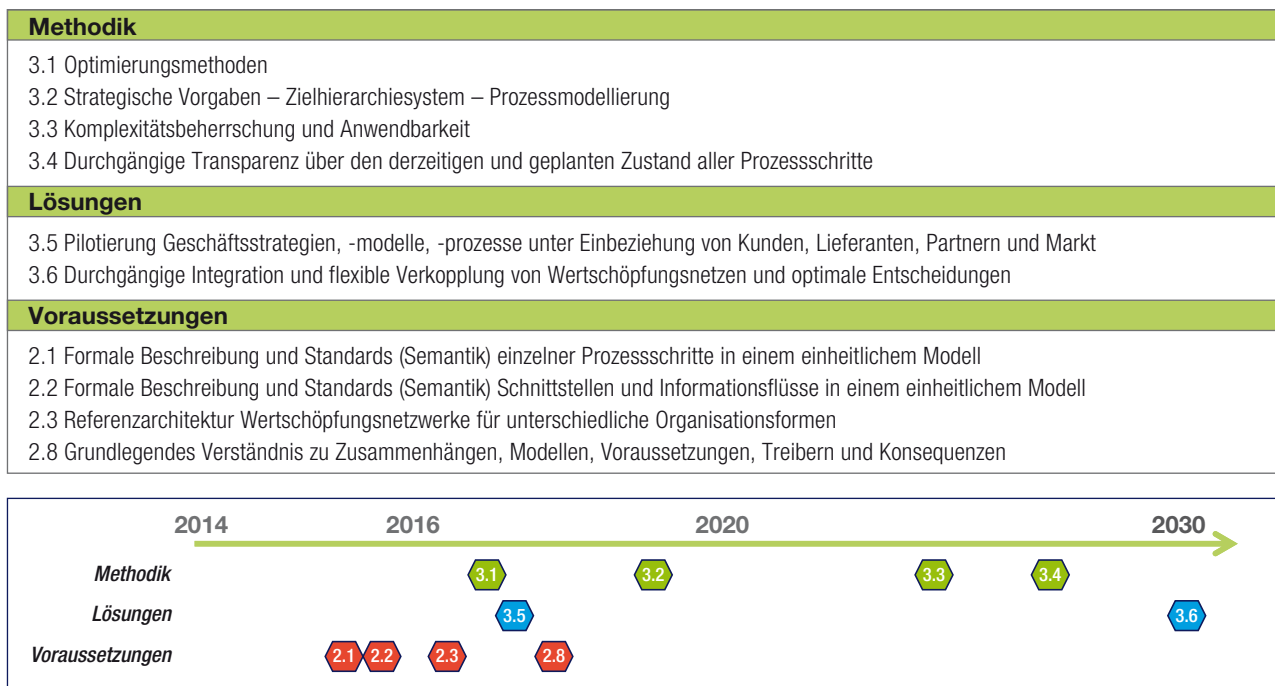 Methodik
3.1 Optimierungsmethoden
3.2 Strategische Vorgaben – Zielhierarchiesystem – Prozessmodellierung
3.3 Komplexitätsbeherrschung und Anwendbarkeit
3.4 Durchgängige Transparenz über den derzeitigen und geplanten Zustand aller Prozessschritte
Lösungen
3.5 Pilotierung Geschäftsstrategien, -modelle, -prozesse unter Einbeziehung von Kunden, Lieferanten, Partnern und Markt
3.6 Durchgängige Integration und flexible Verkopplung von Wertschöpfungsnetzen und optimale Entscheidungen
Voraussetzungen
2.1 Formale Beschreibung und Standards (Semantik) einzelner Prozessschritte in einem einheitlichem Modell
2.2 Formale Beschreibung und Standards (Semantik) Schnittstellen und Informationsflüsse in einem einheitlichem Modell
2.3 Referenzarchitektur Wertschöpfungsnetzwerke für unterschiedliche Organisationsformen
2.8 Grundlegendes Verständnis zu Zusammenhängen, Modellen, Voraussetzungen, Treibern und Konsequenzen
2014 2016 2020 2030
Methodik 3.1 3.2 3.3 3.4
Lösungen 3.5 3.6
Voraussetzungen 2.1 2.2 2.3 2.8